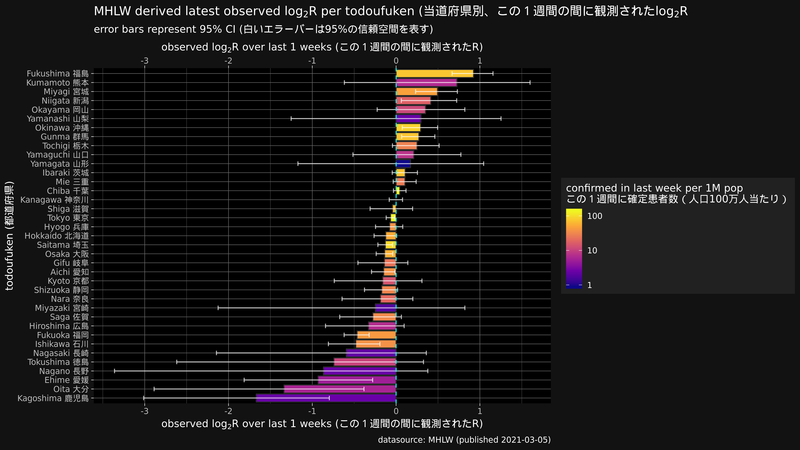 MHLW derived latest observed log₂R per todoufuken (当道府県別、この１週間の間に観測されたlog₂R
error bars represent 95% CI (白いエラーバーは95%の信頼空間を表す)
observed log₂R over last 1 weeks (この１週間の間に観測されたR)
-3 -2 -1 0 1
todoufuken (都道府県)
Fukushima 福島
Kumamoto 熊本
Miyagi 宮城
Niigata 新潟
Okayama 岡山
Yamanashi 山梨
Okinawa 沖縄
Gunma 群馬
Tochigi 栃木
Yamaguchi 山口
Yamagata 山形
Ibaraki 茨城
Mie 三重
Chiba 千葉
Kanagawa 神奈川
Shiga 滋賀
Tokyo 東京
Hyogo 兵庫
Hokkaido 北海道
Saitama 埼玉
Osaka 大阪
Gifu 岐阜
Aichi 愛知
Kyoto 京都
Shizuoka 静岡
Nara 奈良
Miyazaki 宮崎
Saga 佐賀
Hiroshima 広島
Fukuoka 福岡
Ishikawa 石川
Nagasaki 長崎
Tokushima 徳島
Nagano 長野
Ehime 愛媛
Oita 大分
Kagoshima 鹿児島
-3 -2 -1 0 1
observed log₂R over last 1 weeks (この１週間の間に観測されたR)
datasource: MHLW (published 2021-03-05)
confirmed in last week per 1M pop
この１週間に確定患者数 ( 人口100万人当たり )
100
10
1